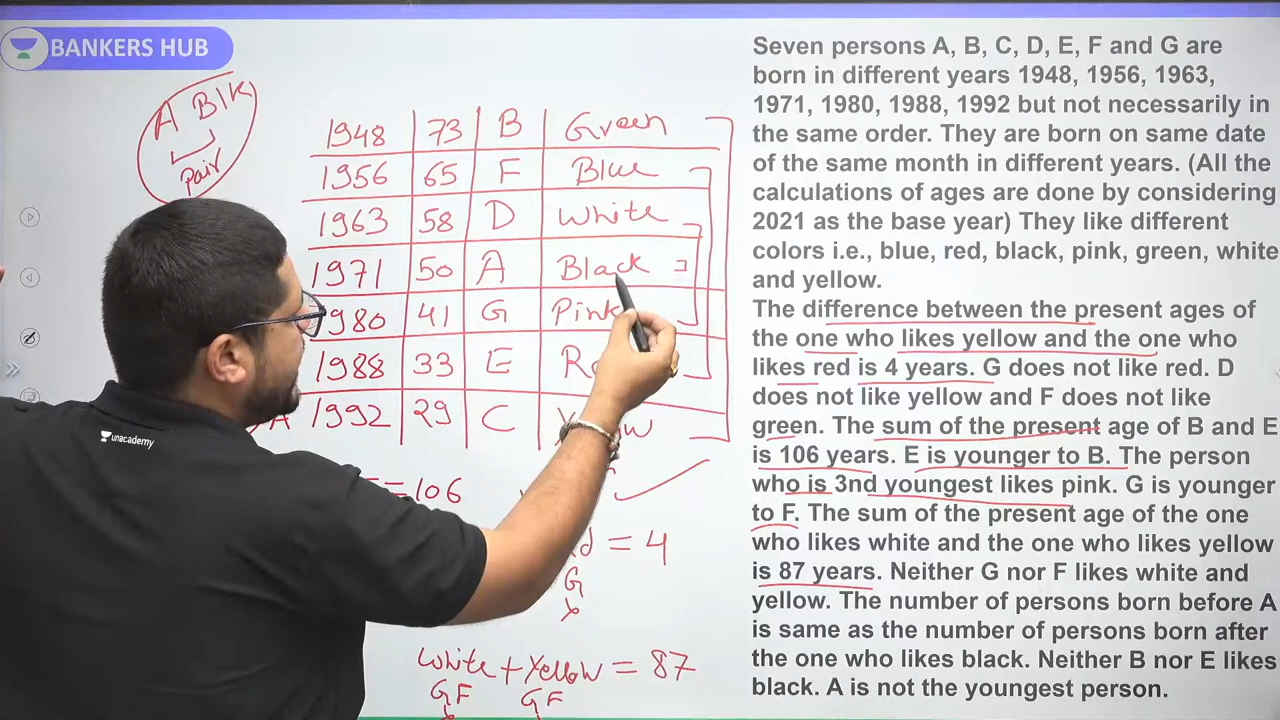 BANKERS HUB
A Blk
pair
1948 73 B Green
1956 65 F Blue
1963 58 D White
1971 50 A Black
1980 41 G Pink
1988 33 E
1992 29 C
= 106
= 4
G
White + Yellow = 87
G F G F
unacademy
Seven persons A, B, C, D, E, F and G are
born in different years 1948, 1956, 1963,
1971, 1980, 1988, 1992 but not necessarily in
the same order. They are born on same date
of the same month in different years. (All the
calculations of ages are done by considering
2021 as the base year) They like different
colors i.e., blue, red, black, pink, green, white
and yellow.
The difference between the present ages of
the one who likes yellow and the one who
likes red is 4 years. G does not like red. D
does not like yellow and F does not like
green. The sum of the present age of B and E
is 106 years. E is younger to B. The person
who is 3nd youngest likes pink. G is younger
to F. The sum of the present age of the one
who likes white and the one who likes yellow
is 87 years. Neither G nor F likes white and
yellow. The number of persons born before A
is same as the number of persons born after
the one who likes black. Neither B nor E likes
black. A is not the youngest person.